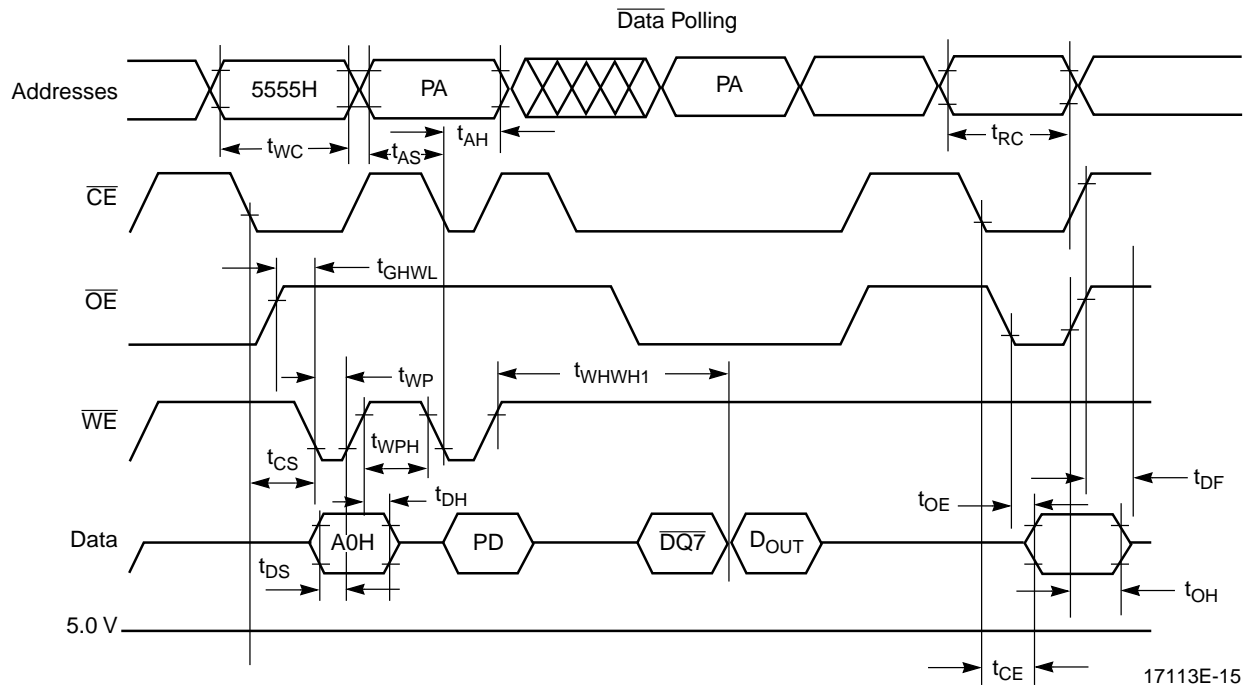 Data Polling
Addresses
5555H
PA
PA
tWC
tAS
tAH
tRC
CE
tGHWL
OE
tWP
tWHWH1
WE
tCS
tWPH
tDH
tOE
tDF
Data
A0H
PD
DQ7
DOUT
tDS
tOH
5.0 V
tCE
17113E-15